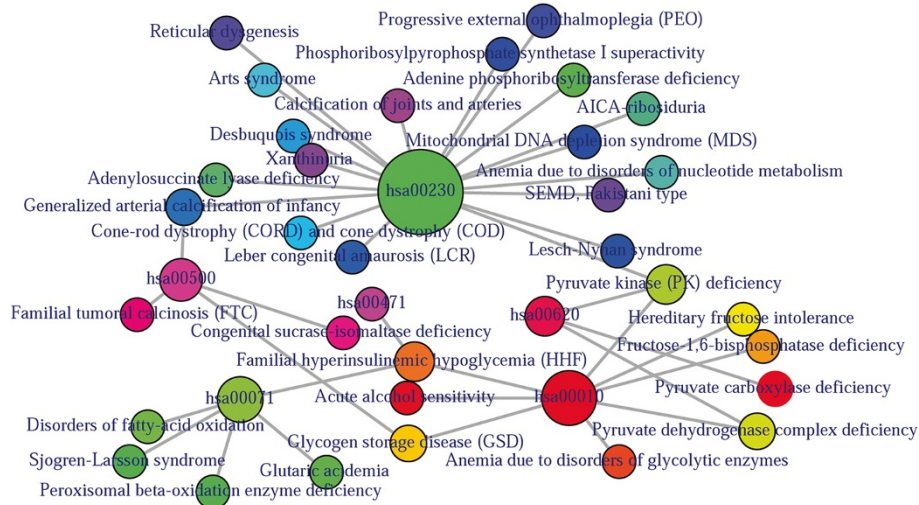 Progressive external ophthalmoplegia (PEO)
Reticular dysgenesis
Phosphoribosylpyrophosphate synthetase I superactivity
Arts syndrome
Adenine phosphoribosyltransferase deficiency
Calcification of joints and arteries
AICA-ribosiduria
Desbuquois syndrome
Mitochondrial DNA depletion syndrome (MDS)
Xanthinuria
Anemia due to disorders of nucleotide metabolism
Adenylosuccinate lyase deficiency
hsa00230
SEMD, Pakistani type
Generalized arterial calcification of infancy
Cone-rod dystrophy (CORD) and cone dystrophy (COD)
Lesch-Nyhan syndrome
Leber congenital amaurosis (LCR)
hsa00500
Pyruvate kinase (PK) deficiency
hsa00471
Familial tumoral calcinosis (FTC)
hsa00620
Hereditary fructose intolerance
Congenital sucrase-isomaltase deficiency
Fructose-1,6-bisphosphatase deficiency
Familial hyperinsulinemic hypoglycemia (HHF)
Pyruvate carboxylase deficiency
hsa00071
Acute alcohol sensitivity
hsa00010
Disorders of fatty-acid oxidation
Pyruvate dehydrogenase complex deficiency
Glycogen storage disease (GSD)
Sjogren-Larsson syndrome
Anemia due to disorders of glycolytic enzymes
Glutaric acidemia
Peroxisomal beta-oxidation enzyme deficiency